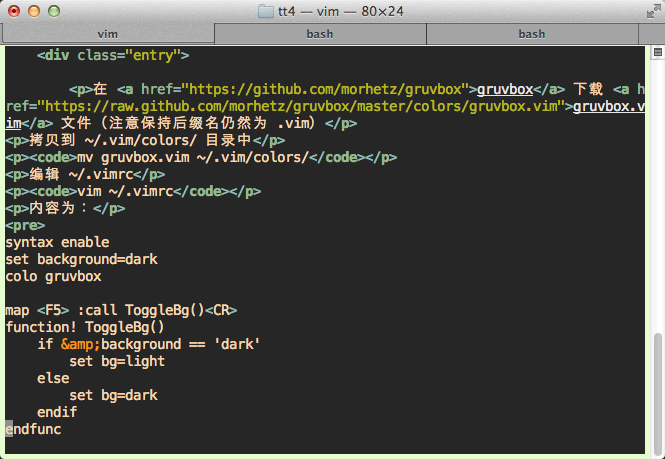 tt4 — vim — 80×24
vim bash bash
<div class="entry">
<p>在 <a href="https://github.com/morhetz/gruvbox">gruvbox</a> 下载 <a h
ref="https://raw.github.com/morhetz/gruvbox/master/colors/gruvbox.vim">gruvbox.v
im</a> 文件（注意保持后缀名仍然为 .vim）</p>
<p>拷贝到 ~/.vim/colors/ 目录中</p>
<p><code>mv gruvbox.vim ~/.vim/colors/</code></p>
<p>编辑 ~/.vimrc</p>
<p><code>vim ~/.vimrc</code></p>
<p>内容为：</p>
<pre>
syntax enable
set background=dark
colo gruvbox
map <F5> :call ToggleBg()<CR>
function! ToggleBg()
if &amp;background == 'dark'
set bg=light
else
set bg=dark
endif
endfunc